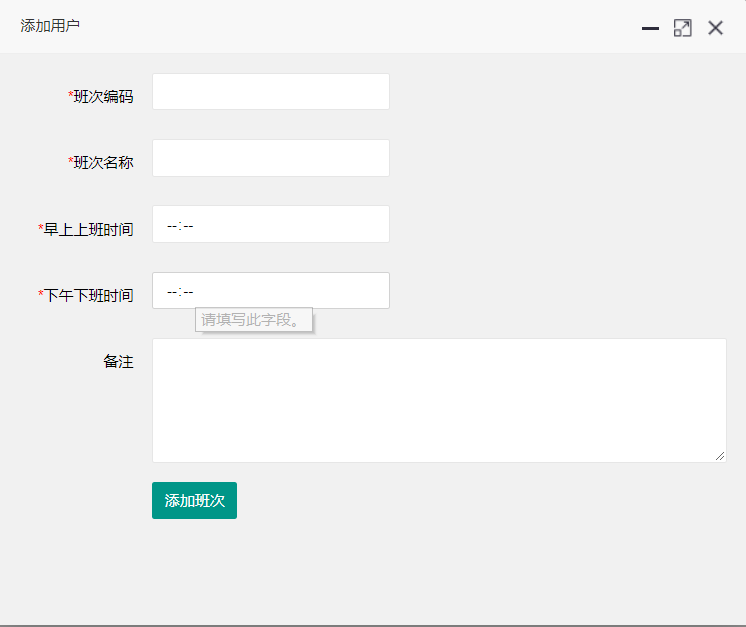 添加用户
*班次编码
*班次名称
*早上上班时间
--:--
*下午下班时间
--:--
请填写此字段。
备注
添加班次